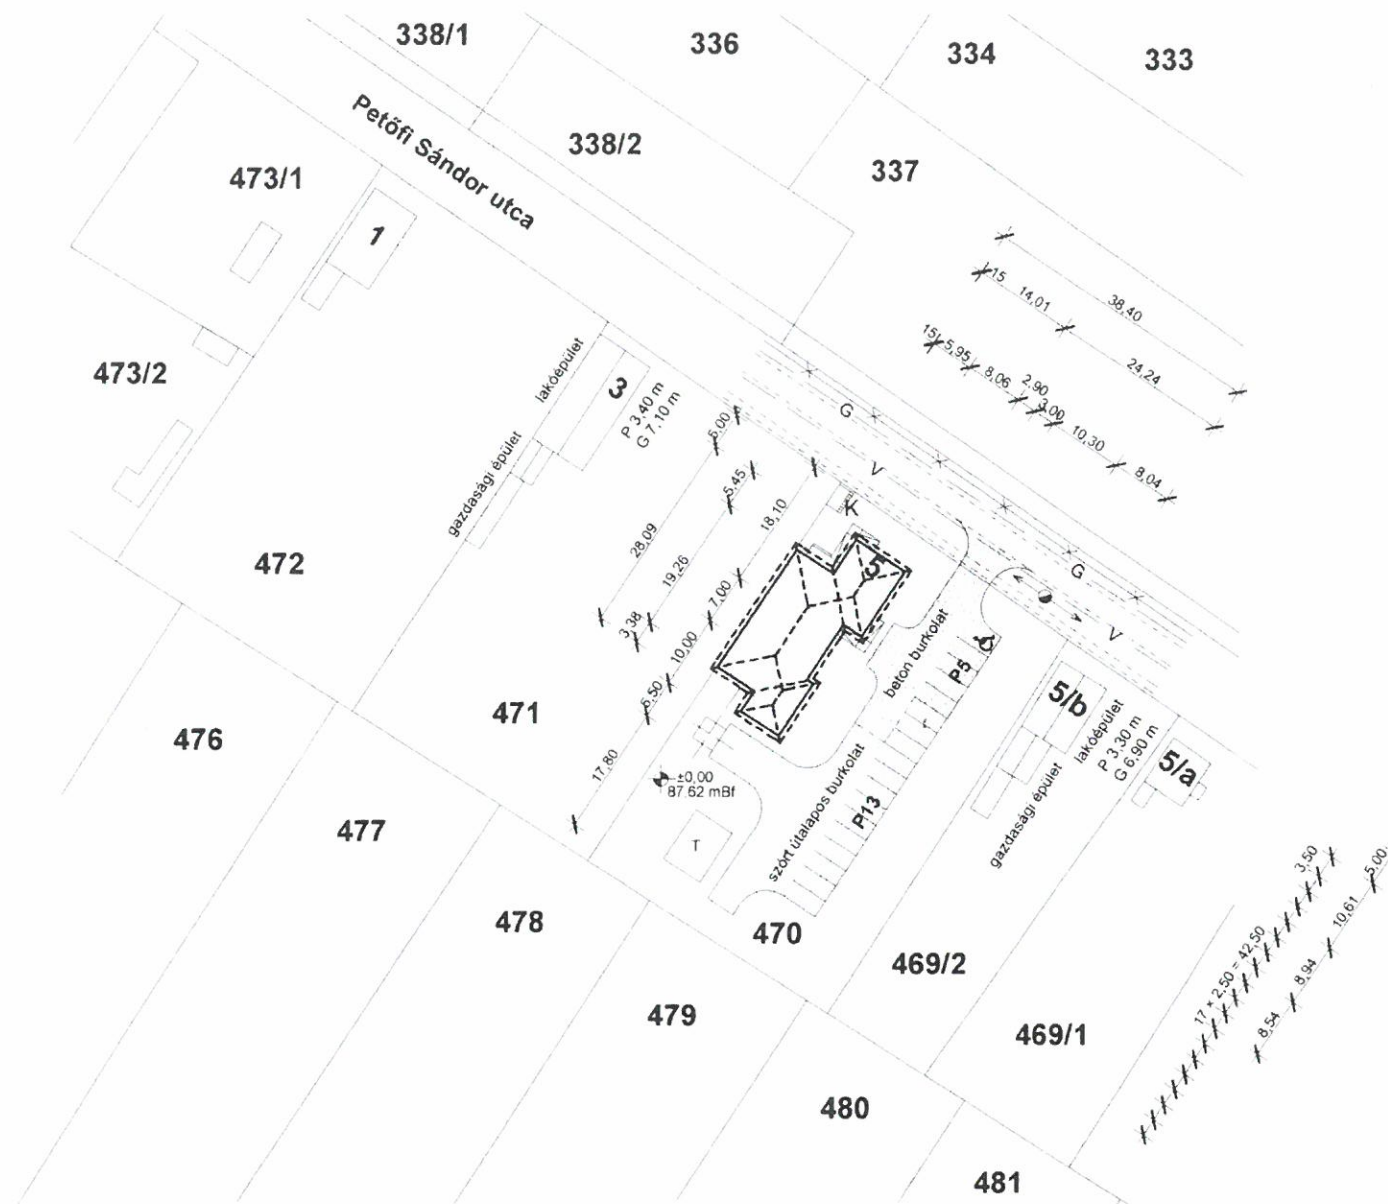 338/1
336
334
333
Petőfi Sándor utca
338/2
337
473/1
1
38,40
15
14,01
24,24
15
5,95
8,06
2,90
3,00
10,30
8,04
473/2
lakóépület
3
P 3,40 m
G 7,10 m
gazdasági épület
G
V
K
5,00
5,45
18,10
28,09
19,26
7,00
3,38
10,00
5,50
17,80
472
5
G
V
beton burkolat
P5
471
476
5/b
lakóépület
P 3,30 m
G 6,90 m
5/a
gazdasági épület
±0,00
87.62 mBf
szórt útalapos burkolat
P13
T
477
478
470
469/2
479
469/1
17 × 2,50 = 42,50
3,50
5,00
10,61
8,94
8,54
480
481